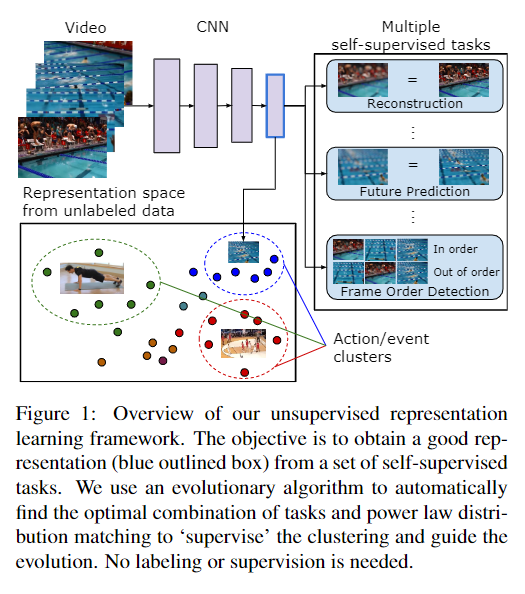 Video
CNN
Multiple
self-supervised tasks
=
Reconstruction
⋮
=
Future Prediction
⋮
In order
Out of order
Frame Order Detection
Representation space
from unlabeled data
Action/event
clusters
Figure 1: Overview of our unsupervised representation
learning framework. The objective is to obtain a good rep-
resentation (blue outlined box) from a set of self-supervised
tasks. We use an evolutionary algorithm to automatically
find the optimal combination of tasks and power law distri-
bution matching to ‘supervise’ the clustering and guide the
evolution. No labeling or supervision is needed.